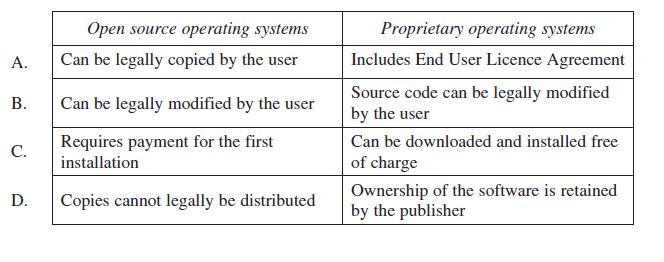 Open source operating systems Proprietary operating systems
A. Can be legally copied by the user Includes End User Licence Agreement
B. Can be legally modified by the user Source code can be legally modified
by the user
C. Requires payment for the first
installation Can be downloaded and installed free
of charge
D. Copies cannot legally be distributed Ownership of the software is retained
by the publisher